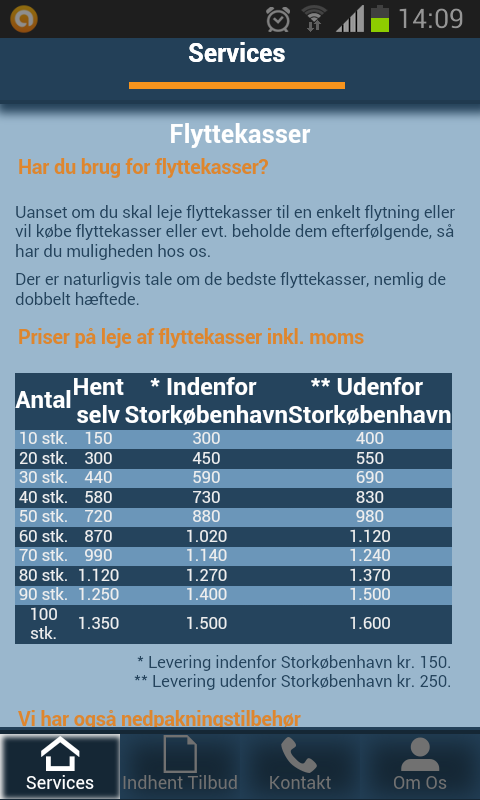 14:09
Services
Flyttekasser
Har du brug for flyttekasser?
Uanset om du skal leje flyttekasser til en enkelt flytning eller
vil købe flyttekasser eller evt. beholde dem efterfølgende, så
har du muligheden hos os.
Der er naturligvis tale om de bedste flyttekasser, nemlig de
dobbelt hæftede.
Priser på leje af flyttekasser inkl. moms
Antal Hent selv * Indenfor Storkøbenhavn ** Udenfor Storkøbenhavn
10 stk. 150 300 400
20 stk. 300 450 550
30 stk. 440 590 690
40 stk. 580 730 830
50 stk. 720 880 980
60 stk. 870 1.020 1.120
70 stk. 990 1.140 1.240
80 stk. 1.120 1.270 1.370
90 stk. 1.250 1.400 1.500
100 stk. 1.350 1.500 1.600
* Levering indenfor Storkøbenhavn kr. 150.
** Levering udenfor Storkøbenhavn kr. 250.
Vi har også nedpakningstilbehør
Services Indhent Tilbud Kontakt Om Os